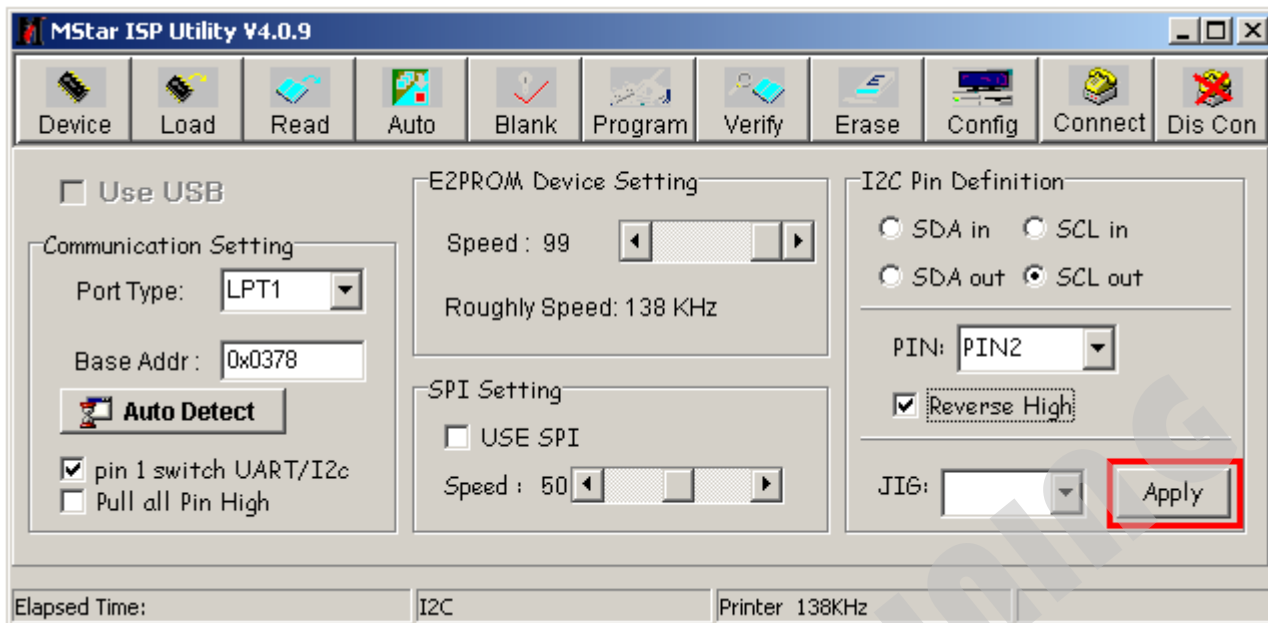 MStar ISP Utility V4.0.9
Device Load Read Auto Blank Program Verify Erase Config Connect Dis Con
Use USB
Communication Setting
Port Type: LPT1
Base Addr : 0x0378
Auto Detect
pin 1 switch UART/I2c
Pull all Pin High
E2PROM Device Setting
Speed : 99
Roughly Speed: 138 KHz
SPI Setting
USE SPI
Speed : 50
I2C Pin Definition
SDA in SCL in
SDA out SCL out
PIN: PIN2
Reverse High
JIG: Apply
Elapsed Time: I2C Printer 138KHz